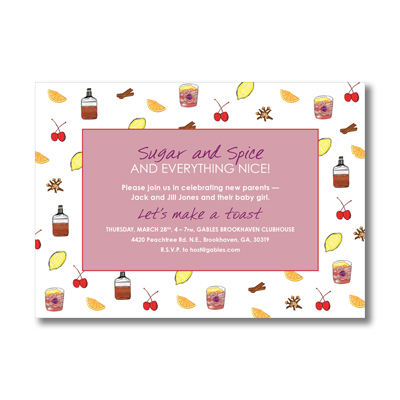 Sugar and Spice
AND EVERYTHING NICE!
Please join us in celebrating new parents —
Jack and Jill Jones and their baby girl.
Let's make a toast
THURSDAY, MARCH 28th, 4 – 7PM, GABLES BROOKHAVEN CLUBHOUSE
4420 Peachtree Rd. N.E., Brookhaven, GA, 30319
R.S.V.P. to host@gables.com